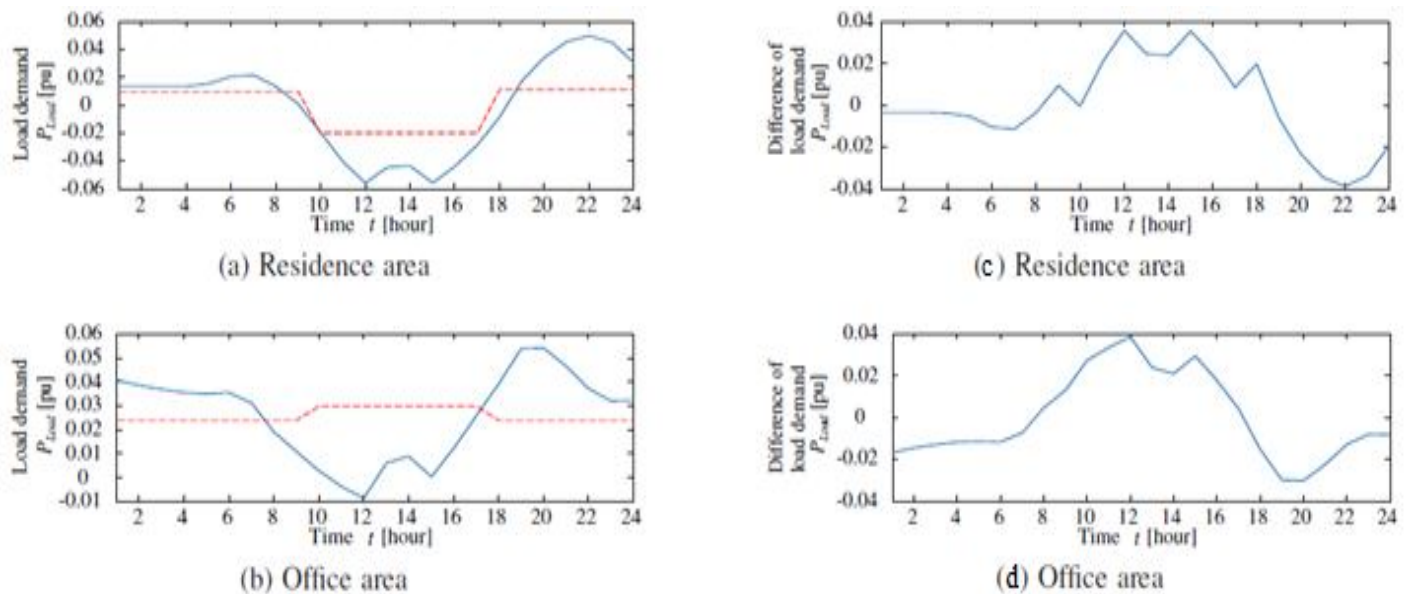 0.06
0.04
0.02
0
-0.02
-0.04
-0.06
Load demand
P_Load [pu]
2 4 6 8 10 12 14 16 18 20 22 24
Time t [hour]
(a) Residence area
0.04
0.02
0
-0.02
-0.04
Difference of
load demand
P_Load [pu]
2 4 6 8 10 12 14 16 18 20 22 24
Time t [hour]
(c) Residence area
0.06
0.05
0.04
0.03
0.02
0.01
0
-0.01
Load demand
P_Load [pu]
2 4 6 8 10 12 14 16 18 20 22 24
Time t [hour]
(b) Office area
0.04
0.02
0
-0.02
-0.04
Difference of
load demand
P_Load [pu]
2 4 6 8 10 12 14 16 18 20 22 24
Time t [hour]
(d) Office area